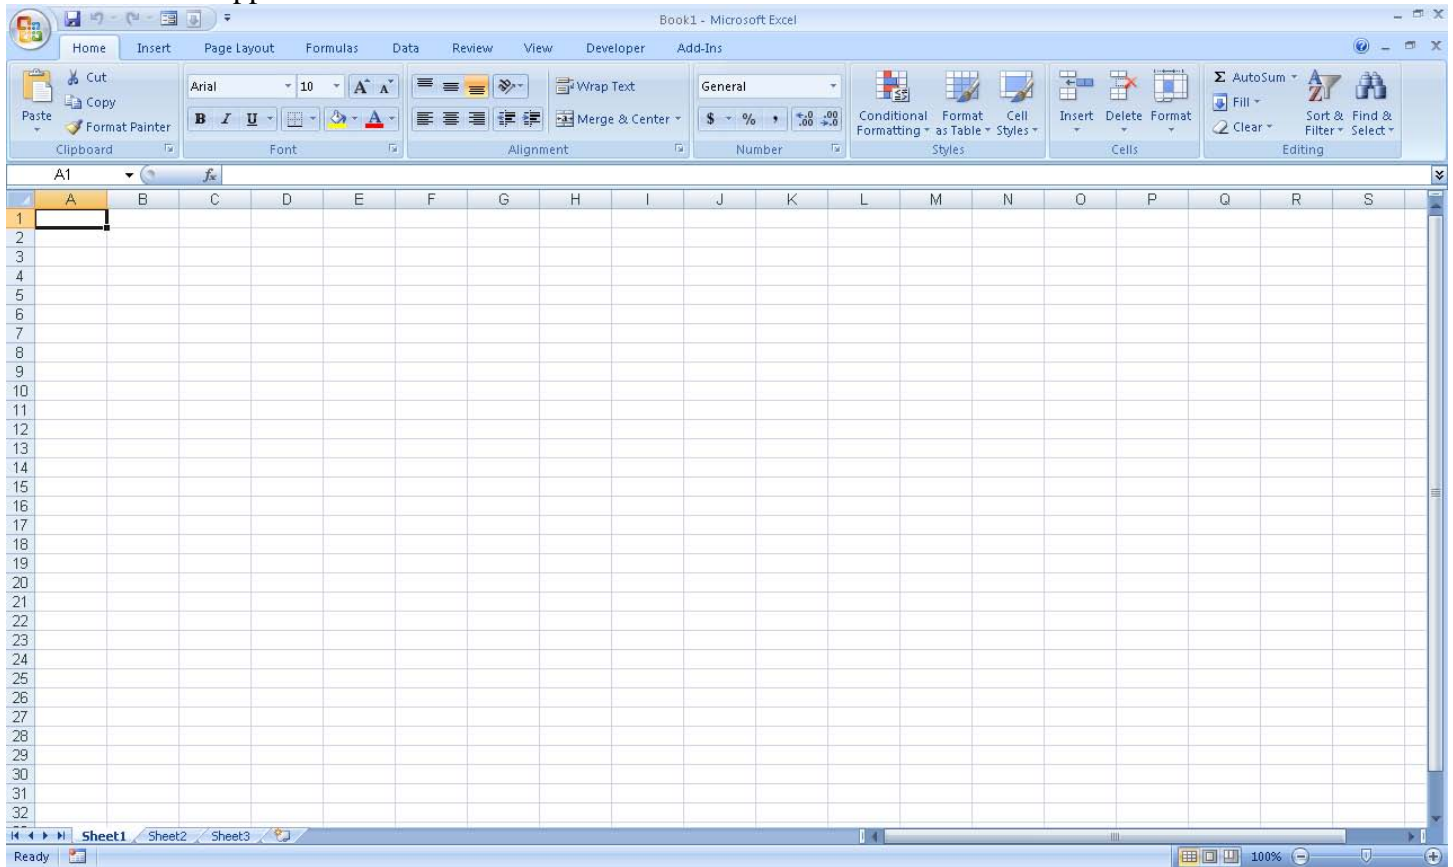 Book1 - Microsoft Excel
Home Insert Page Layout Formulas Data Review View Developer Add-Ins
Paste
Cut
Copy
Format Painter
Clipboard
Arial 10
B I U
Font
Wrap Text
Merge & Center
Alignment
General
$ % ,
Number
Conditional Formatting
Format as Table
Cell Styles
Styles
Insert Delete Format
Cells
Σ AutoSum
Fill
Clear
Sort & Filter
Find & Select
Editing
A1 fx
A B C D E F G H I J K L M N O P Q R S
1
2
3
4
5
6
7
8
9
10
11
12
13
14
15
16
17
18
19
20
21
22
23
24
25
26
27
28
29
30
31
32
Sheet1 Sheet2 Sheet3
Ready 100%